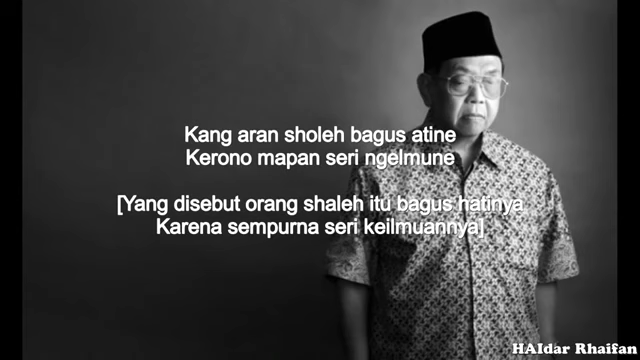 Kang aran sholeh bagus atine
Kerono mapan seri ngelmune
[Yang disebut orang shaleh itu bagus hatinya
Karena sempurna seri keilmuannya]
HAIdar Rhaifan